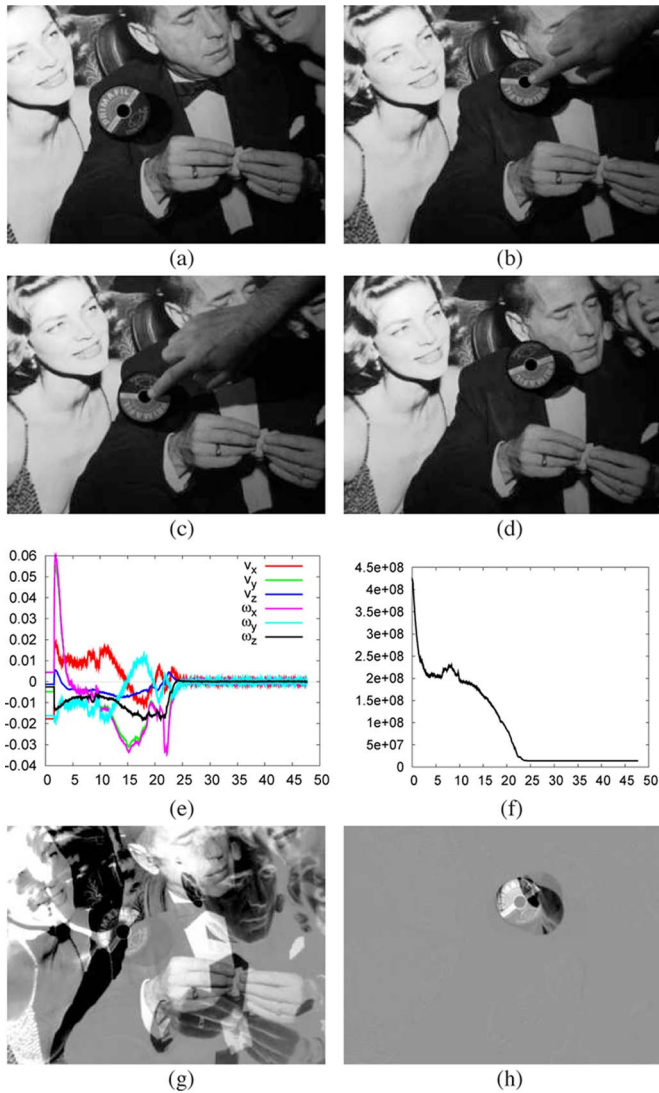 PRIMAFIL
(a)
(b)
(c)
(d)
0.06
0.05
0.04
0.03
0.02
0.01
0
-0.01
-0.02
-0.03
-0.04
0 5 10 15 20 25 30 35 40 45 50
v_x
v_y
v_z
ω_x
ω_y
ω_z
(e)
4.5e+08
4e+08
3.5e+08
3e+08
2.5e+08
2e+08
1.5e+08
1e+08
5e+07
0
0 5 10 15 20 25 30 35 40 45 50
(f)
(g)
(h)